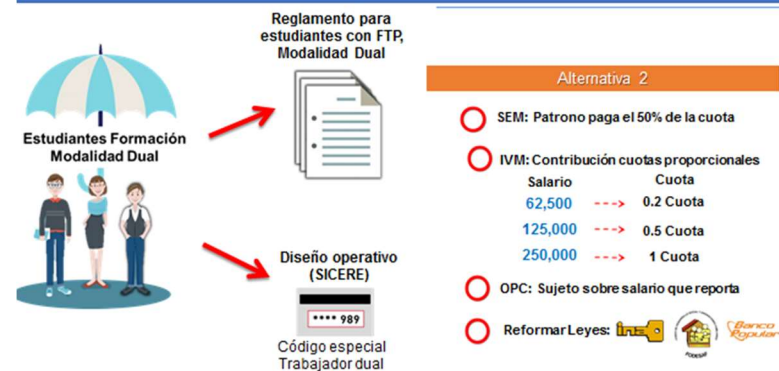 Reglamento para
estudiantes con FTP,
Modalidad Dual
Estudiantes Formación
Modalidad Dual
Diseño operativo
(SICERE)
**** 989
Código especial
Trabajador dual
Alternativa 2
SEM: Patrono paga el 50% de la cuota
IVM: Contribución cuotas proporcionales
Salario Cuota
62,500 ---> 0.2 Cuota
125,000 ---> 0.5 Cuota
250,000 ---> 1 Cuota
OPC: Sujeto sobre salario que reporta
Reformar Leyes: ins FODESAF Banco Popular